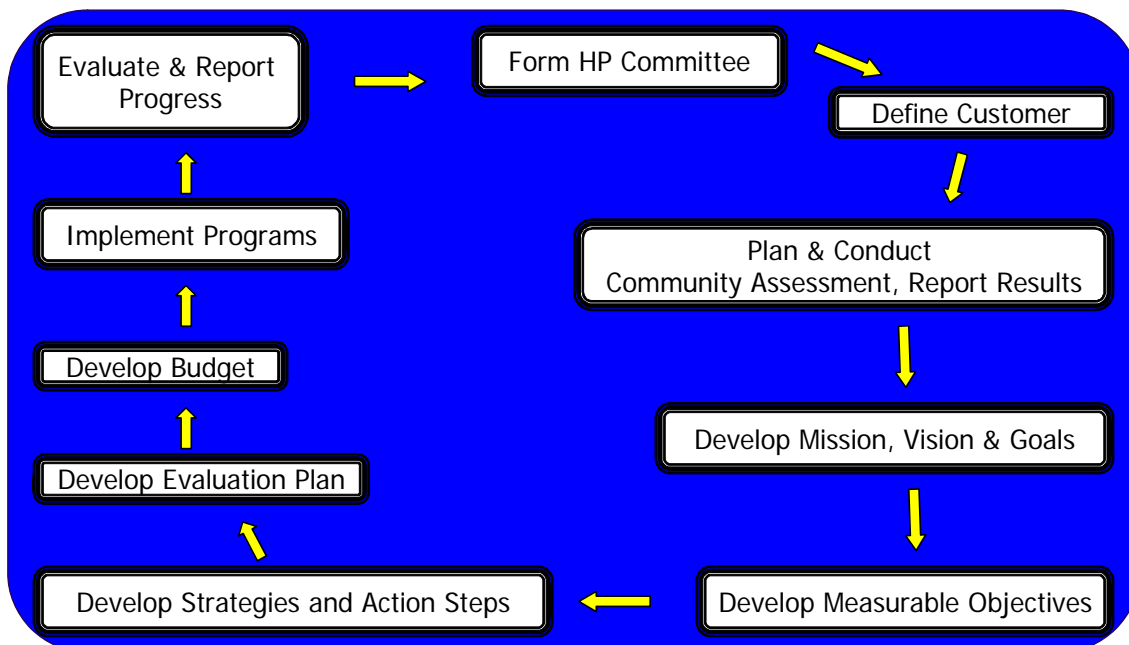 Evaluate & Report
Progress
Form HP Committee
Define Customer
Implement Programs
Plan & Conduct
Community Assessment, Report Results
Develop Budget
Develop Mission, Vision & Goals
Develop Evaluation Plan
Develop Strategies and Action Steps
Develop Measurable Objectives